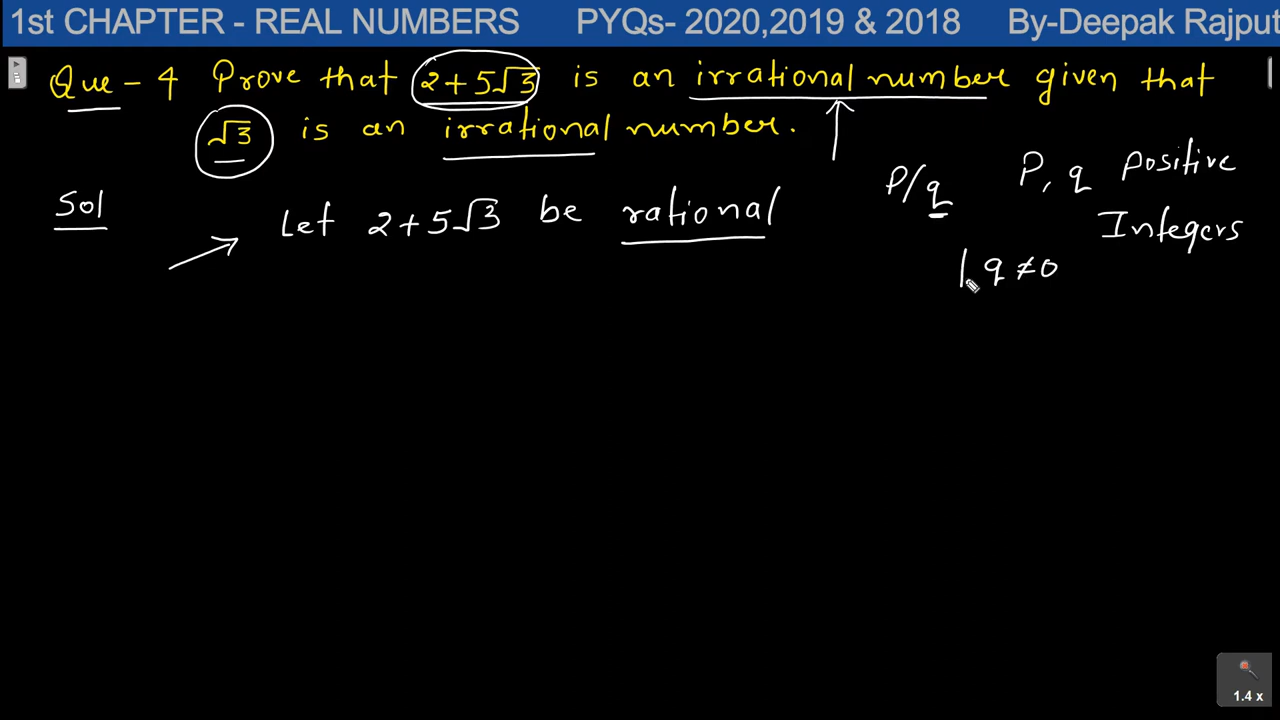 1st CHAPTER - REAL NUMBERS PYQs- 2020,2019 & 2018 By-Deepak Rajput
Que - 4 Prove that 2+5√3 is an irrational number given that
√3 is an irrational number.
P/q P, q Positive
Sol Let 2+5√3 be rational Integers
q ≠ 0
1.4 x